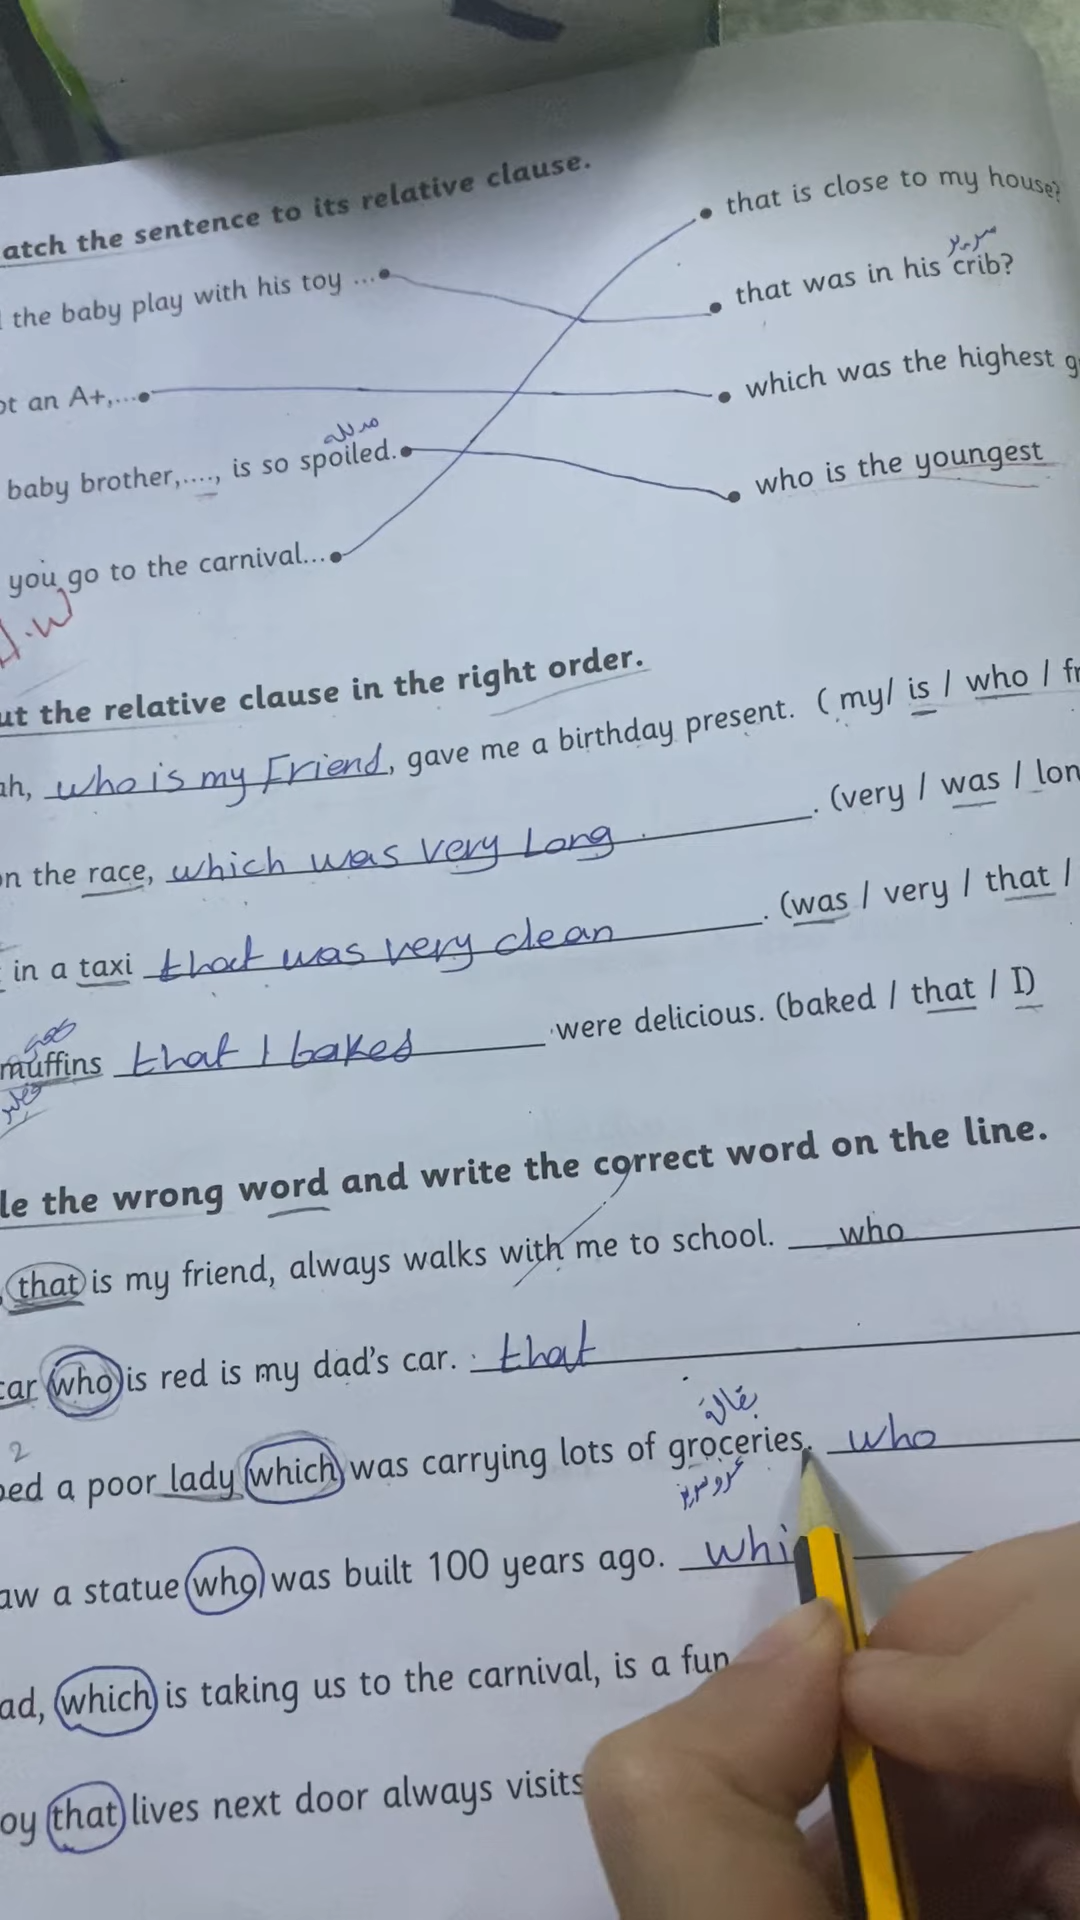 atch the sentence to its relative clause.
the baby play with his toy ...
that is close to my house?
سرير
that was in his crib?
ot an A+,...
which was the highest g
مدللة
baby brother,...., is so spoiled.
who is the youngest
you go to the carnival...
H.W
ut the relative clause in the right order.
ah, who is my Friend, gave me a birthday present. ( my/ is / who / fr
on the race, which was very Long . (very / was / lon
in a taxi that was very clean . (was / very / that /
muffins that I bakes were delicious. (baked / that / I)
le the wrong word and write the correct word on the line.
, that is my friend, always walks with me to school. who
car who is red is my dad's car. that
بقالة
2
ped a poor lady which was carrying lots of groceries. who
aw a statue who was built 100 years ago. whi
ad, which is taking us to the carnival, is a fun
oy that lives next door always visits